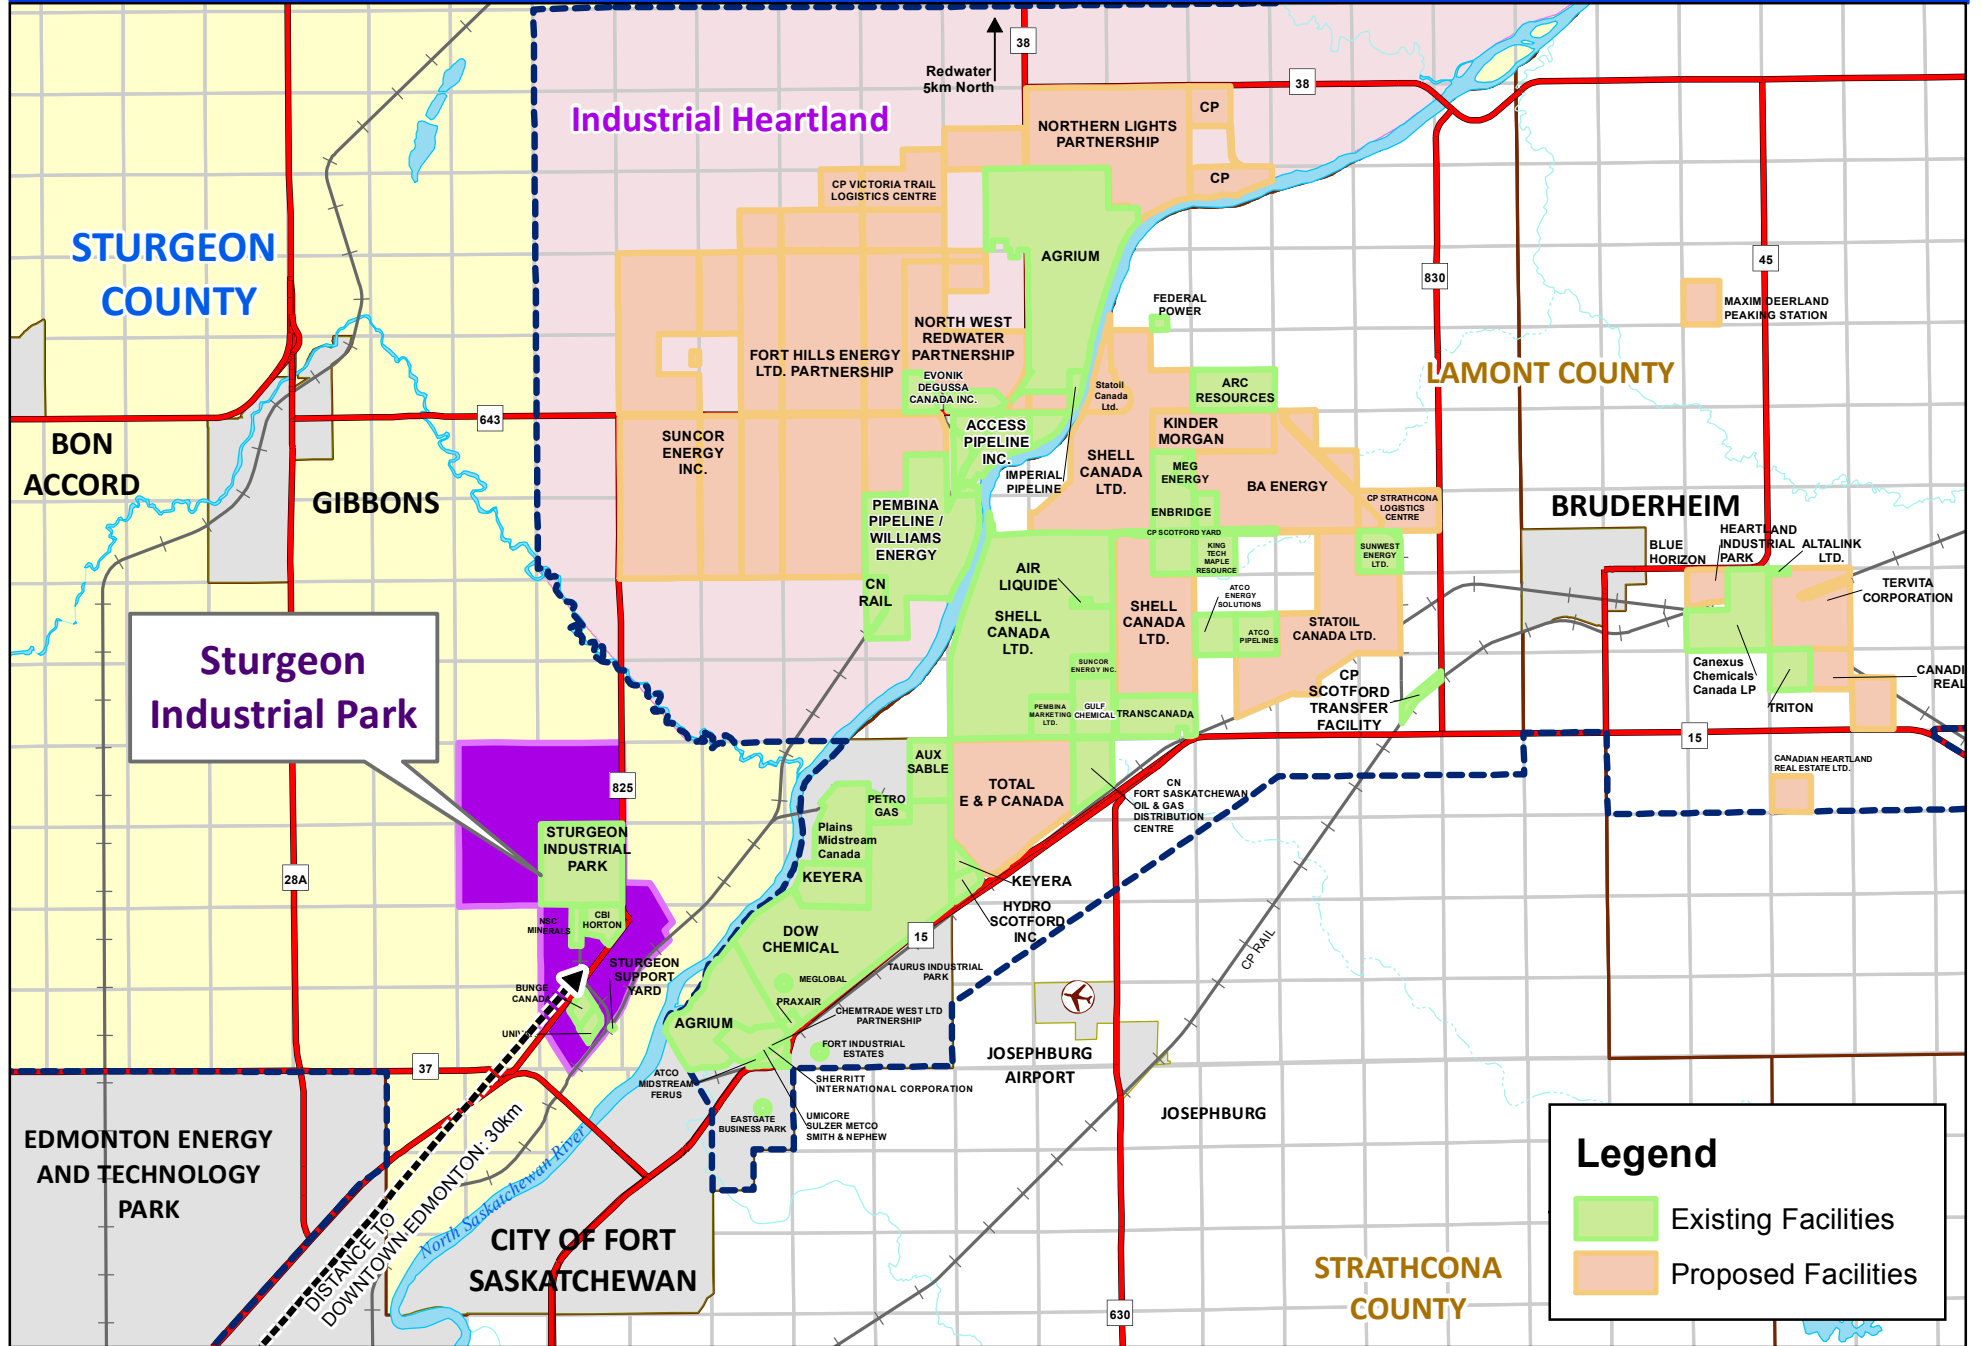 38
Redwater
5km North
38
Industrial Heartland
CP
NORTHERN LIGHTS
PARTNERSHIP
CP
CP VICTORIA TRAIL
LOGISTICS CENTRE
STURGEON
COUNTY
AGRIUM
45
830
FEDERAL
POWER
MAXIM DEERLAND
PEAKING STATION
NORTH WEST
REDWATER
PARTNERSHIP
FORT HILLS ENERGY
LTD. PARTNERSHIP
EVONIK
DEGUSSA
CANADA INC.
Statoil
Canada
Ltd.
ARC
RESOURCES
LAMONT COUNTY
643
BON
ACCORD
GIBBONS
SUNCOR
ENERGY
INC.
ACCESS
PIPELINE
INC.
IMPERIAL
PIPELINE
KINDER
MORGAN
SHELL
CANADA
LTD.
MEG
ENERGY
BA ENERGY
ENBRIDGE
CP STRATHCONA
LOGISTICS
CENTRE
BRUDERHEIM
PEMBINA
PIPELINE /
WILLIAMS
ENERGY
CP SCOTFORD YARD
KING
TECH
MAPLE
RESOURCE
SUNWEST
ENERGY
LTD.
BLUE
HORIZON
HEARTLAND
INDUSTRIAL
PARK
ALTALINK
LTD.
TERVITA
CORPORATION
CN
RAIL
AIR
LIQUIDE
ATCO
ENERGY
SOLUTIONS
SHELL
CANADA
LTD.
SHELL
CANADA
LTD.
ATCO
PIPELINES
STATOIL
CANADA LTD.
Sturgeon
Industrial Park
SUNCOR
ENERGY INC.
CP
SCOTFORD
TRANSFER
FACILITY
Canexus
Chemicals
Canada LP
CANADI
REAL
TRITON
PEMBINA
MARKETING
LTD.
GULF
CHEMICAL
TRANSCANADA
15
825
AUX
SABLE
TOTAL
E & P CANADA
PETRO
GAS
CN
FORT SASKATCHEWAN
OIL & GAS
DISTRIBUTION
CENTRE
CANADIAN HEARTLAND
REAL ESTATE LTD.
STURGEON
INDUSTRIAL
PARK
Plains
Midstream
Canada
KEYERA
28A
KEYERA
HYDRO
SCOTFORD
INC
NSC
MINERALS
CBI
HORTON
DOW
CHEMICAL
15
CP RAIL
STURGEON
SUPPORT
YARD
TAURUS INDUSTRIAL
PARK
MEGLOBAL
BUNGE
CANADA
PRAXAIR
CHEMTRADE WEST LTD
PARTNERSHIP
AGRIUM
FORT INDUSTRIAL
ESTATES
JOSEPHBURG
AIRPORT
37
ATCO
MIDSTREAM
FERUS
SHERRITT
INTERNATIONAL CORPORATION
EASTGATE
BUSINESS PARK
UMICORE
SULZER METCO
SMITH & NEPHEW
JOSEPHBURG
EDMONTON ENERGY
AND TECHNOLOGY
PARK
DISTANCE TO
DOWNTOWN EDMONTON: 30km
North Saskatchewan River
CITY OF FORT
SASKATCHEWAN
630
STRATHCONA
COUNTY
Legend
Existing Facilities
Proposed Facilities